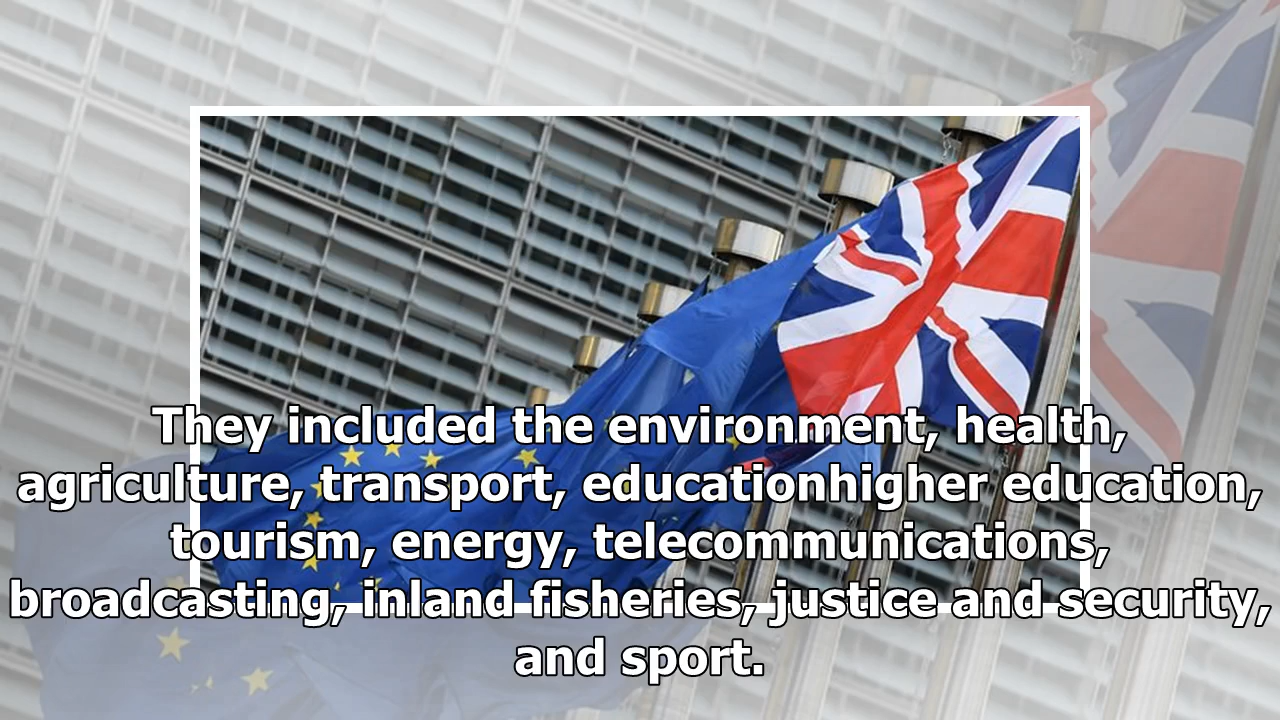 They included the environment, health,
agriculture, transport, educationhigher education,
tourism, energy, telecommunications,
broadcasting, inland fisheries, justice and security,
and sport.